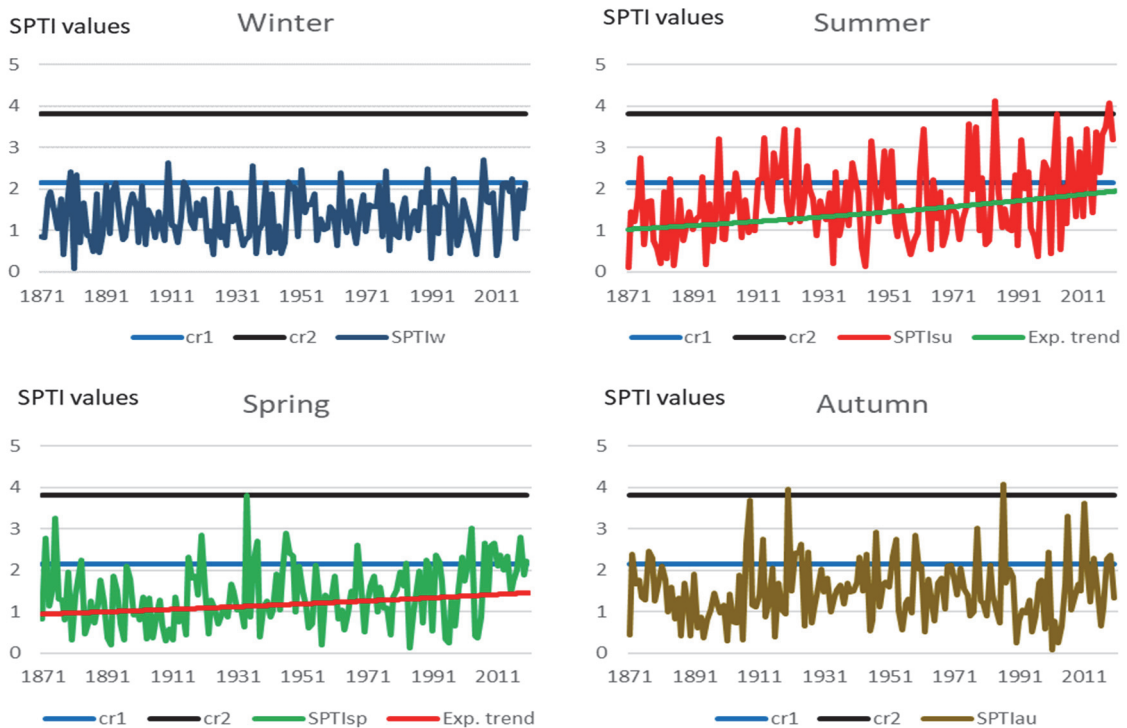 SPTI values
Winter
5
4
3
2
1
0
1871 1891 1911 1931 1951 1971 1991 2011
cr1 cr2 SPTIw
SPTI values
Summer
5
4
3
2
1
0
1871 1891 1911 1931 1951 1971 1991 2011
cr1 cr2 SPTIsu Exp. trend
SPTI values
Spring
5
4
3
2
1
0
1871 1891 1911 1931 1951 1971 1991 2011
cr1 cr2 SPTIsp Exp. trend
SPTI values
Autumn
5
4
3
2
1
0
1871 1891 1911 1931 1951 1971 1991 2011
cr1 cr2 SPTIau